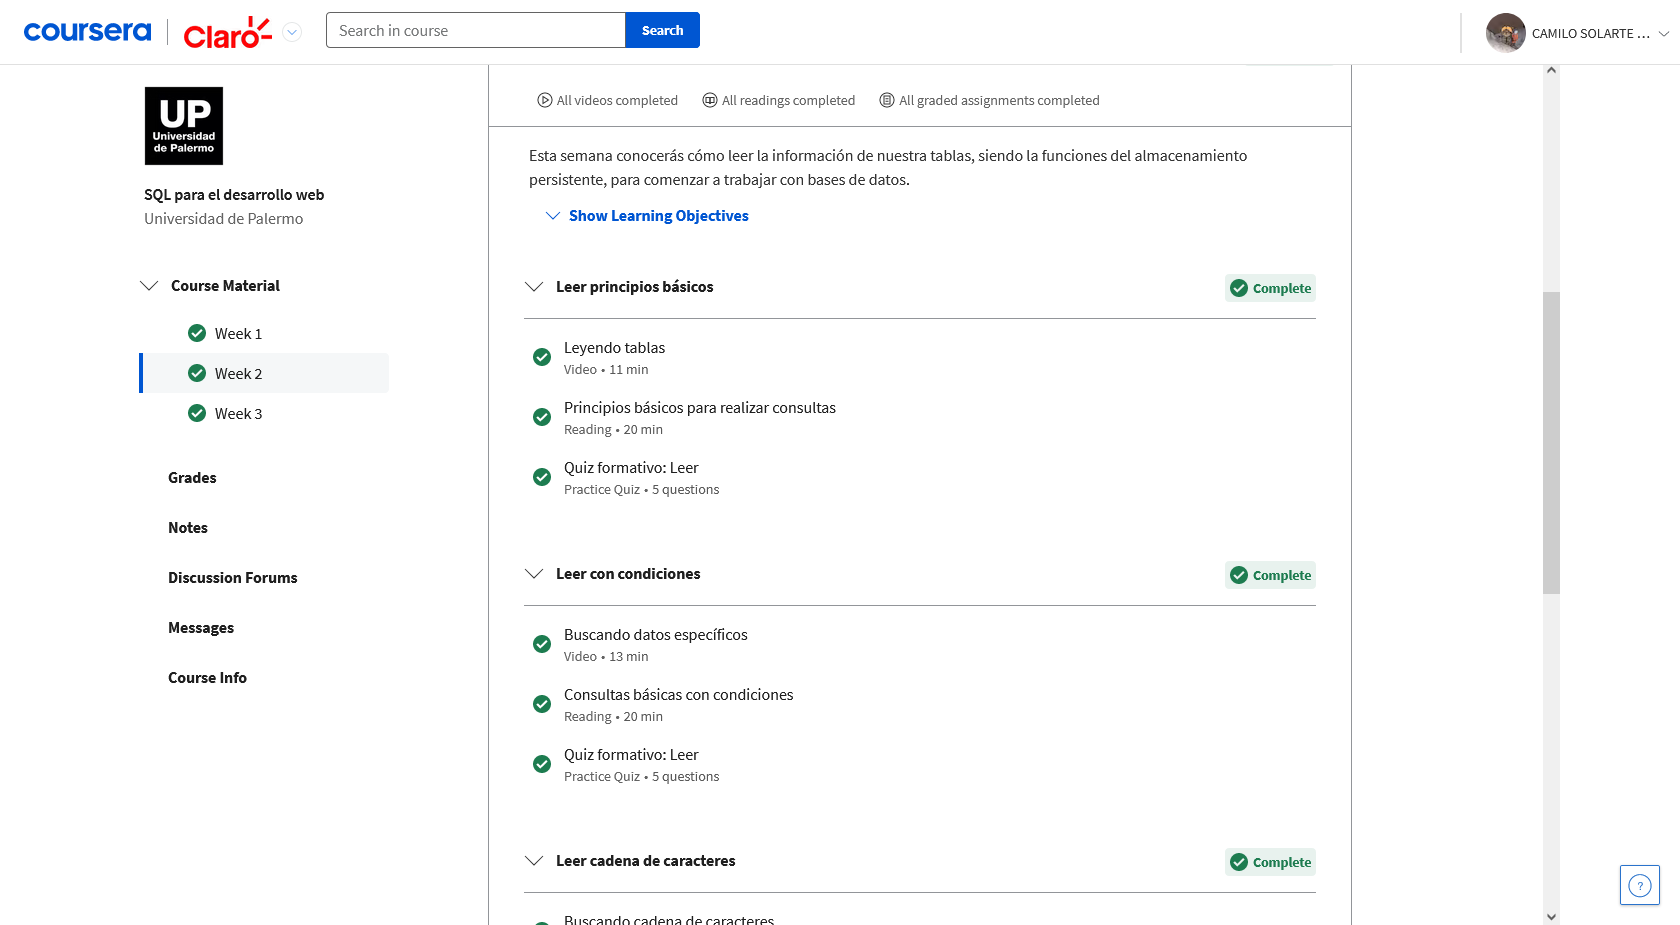 coursera
Claro
Search in course
Search
CAMILO SOLARTE ...
UP
Universidad
de Palermo
SQL para el desarrollo web
Universidad de Palermo
Course Material
Week 1
Week 2
Week 3
Grades
Notes
Discussion Forums
Messages
Course Info
All videos completed
All readings completed
All graded assignments completed
Esta semana conocerás cómo leer la información de nuestra tablas, siendo la funciones del almacenamiento
persistente, para comenzar a trabajar con bases de datos.
Show Learning Objectives
Leer principios básicos
Complete
Leyendo tablas
Video • 11 min
Principios básicos para realizar consultas
Reading • 20 min
Quiz formativo: Leer
Practice Quiz • 5 questions
Leer con condiciones
Complete
Buscando datos específicos
Video • 13 min
Consultas básicas con condiciones
Reading • 20 min
Quiz formativo: Leer
Practice Quiz • 5 questions
Leer cadena de caracteres
Complete
Buscando cadena de caracteres
?